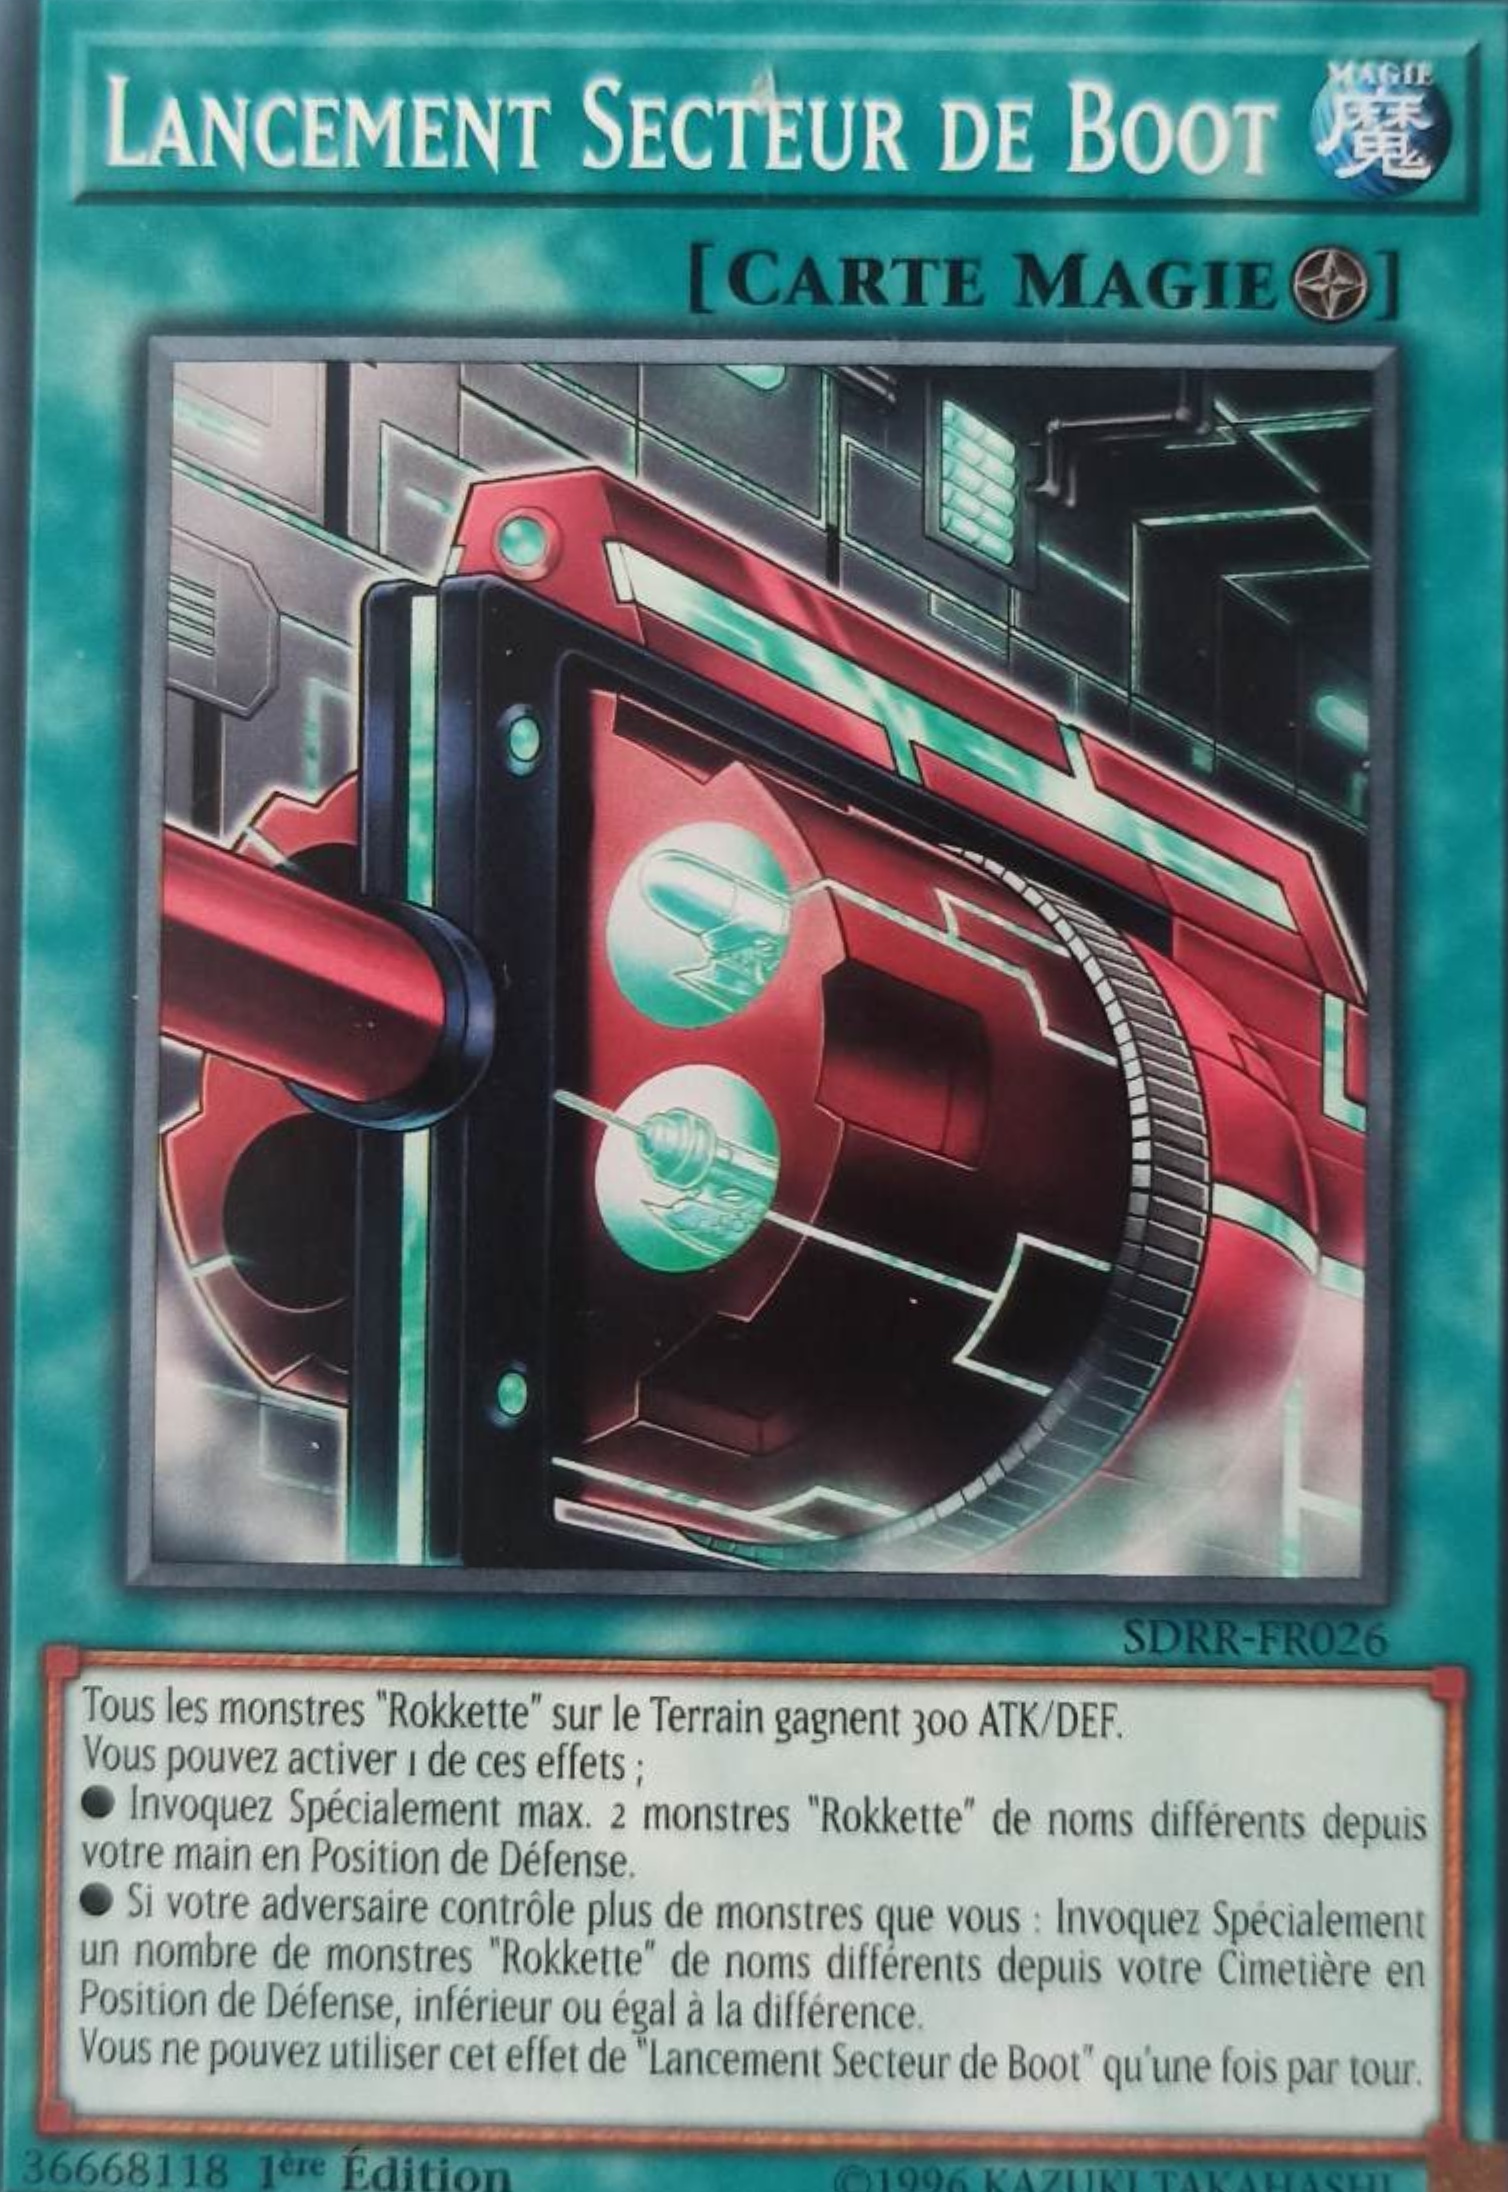 LANCEMENT SECTEUR DE BOOT
MAGIE
魔
[CARTE MAGIE]
SDRR-FR026
Tous les monstres "Rokkette" sur le Terrain gagnent 300 ATK/DEF.
Vous pouvez activer 1 de ces effets ;
● Invoquez Spécialement max. 2 monstres "Rokkette" de noms différents depuis
votre main en Position de Défense.
● Si votre adversaire contrôle plus de monstres que vous : Invoquez Spécialement
un nombre de monstres "Rokkette" de noms différents depuis votre Cimetière en
Position de Défense, inférieur ou égal à la différence.
Vous ne pouvez utiliser cet effet de "Lancement Secteur de Boot" qu'une fois par tour.
36668118 1ère Édition
©1996 KAZUKI TAKAHASHI